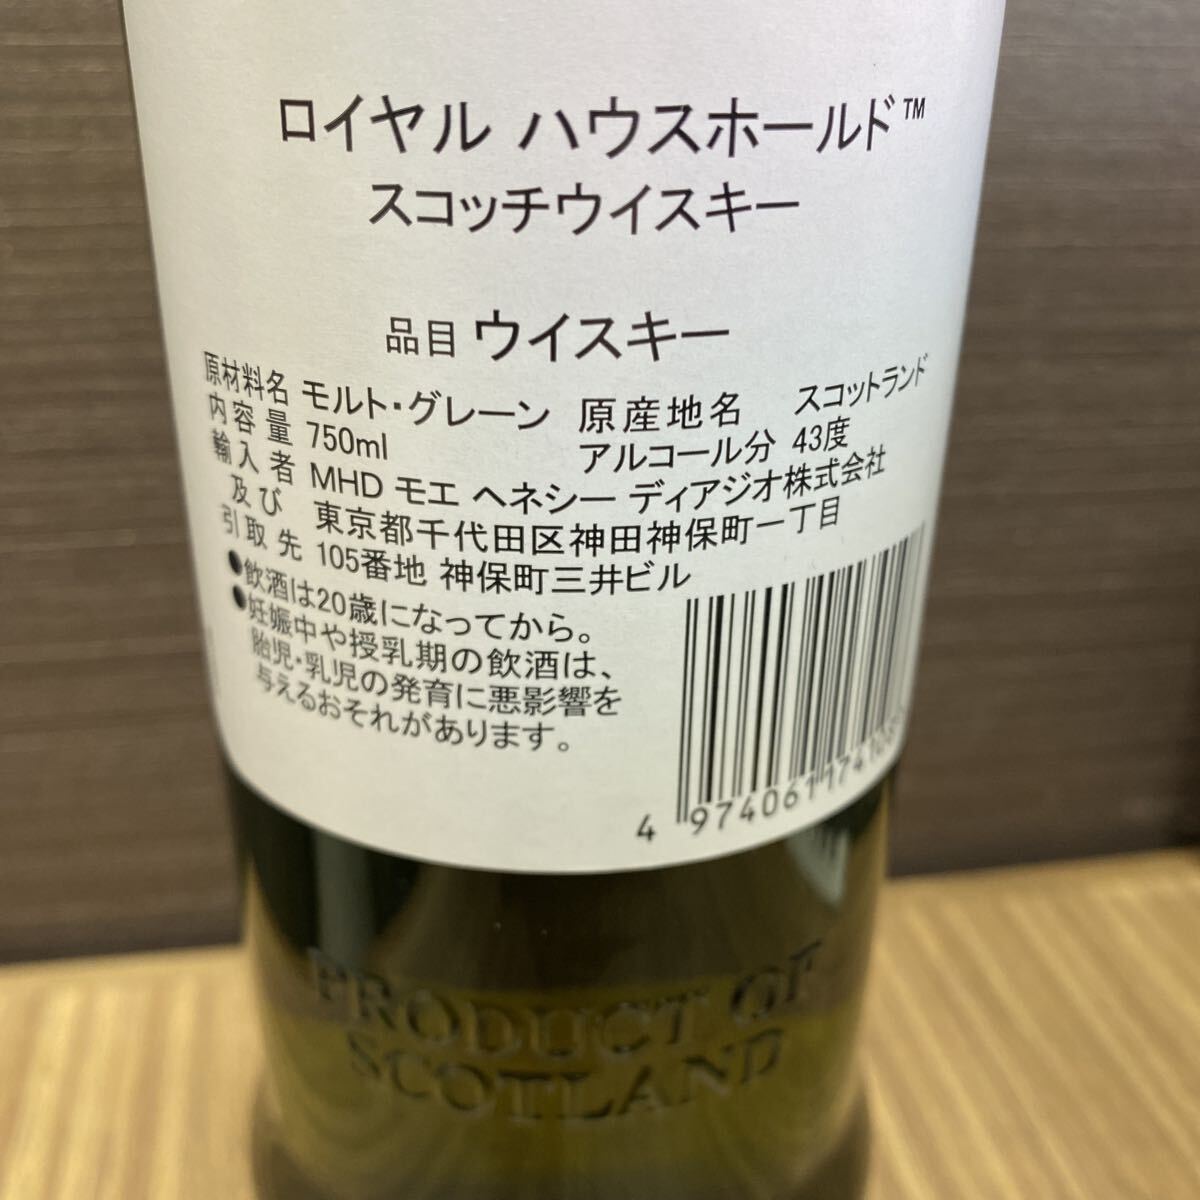 ロイヤル ハウスホールド™
スコッチウイスキー
品目 ウイスキー
原材料名 モルト・グレーン 原産地名 スコットランド
内容量 750ml アルコール分 43度
輸入者 MHD モエ ヘネシー ディアジオ株式会社
及び 東京都千代田区神田神保町一丁目
引取先 105番地 神保町三井ビル
●飲酒は20歳になってから。
●妊娠中や授乳期の飲酒は、
胎児・乳児の発育に悪影響を
与えるおそれがあります。
4 974061174108
PRODUCT OF
SCOTLAND